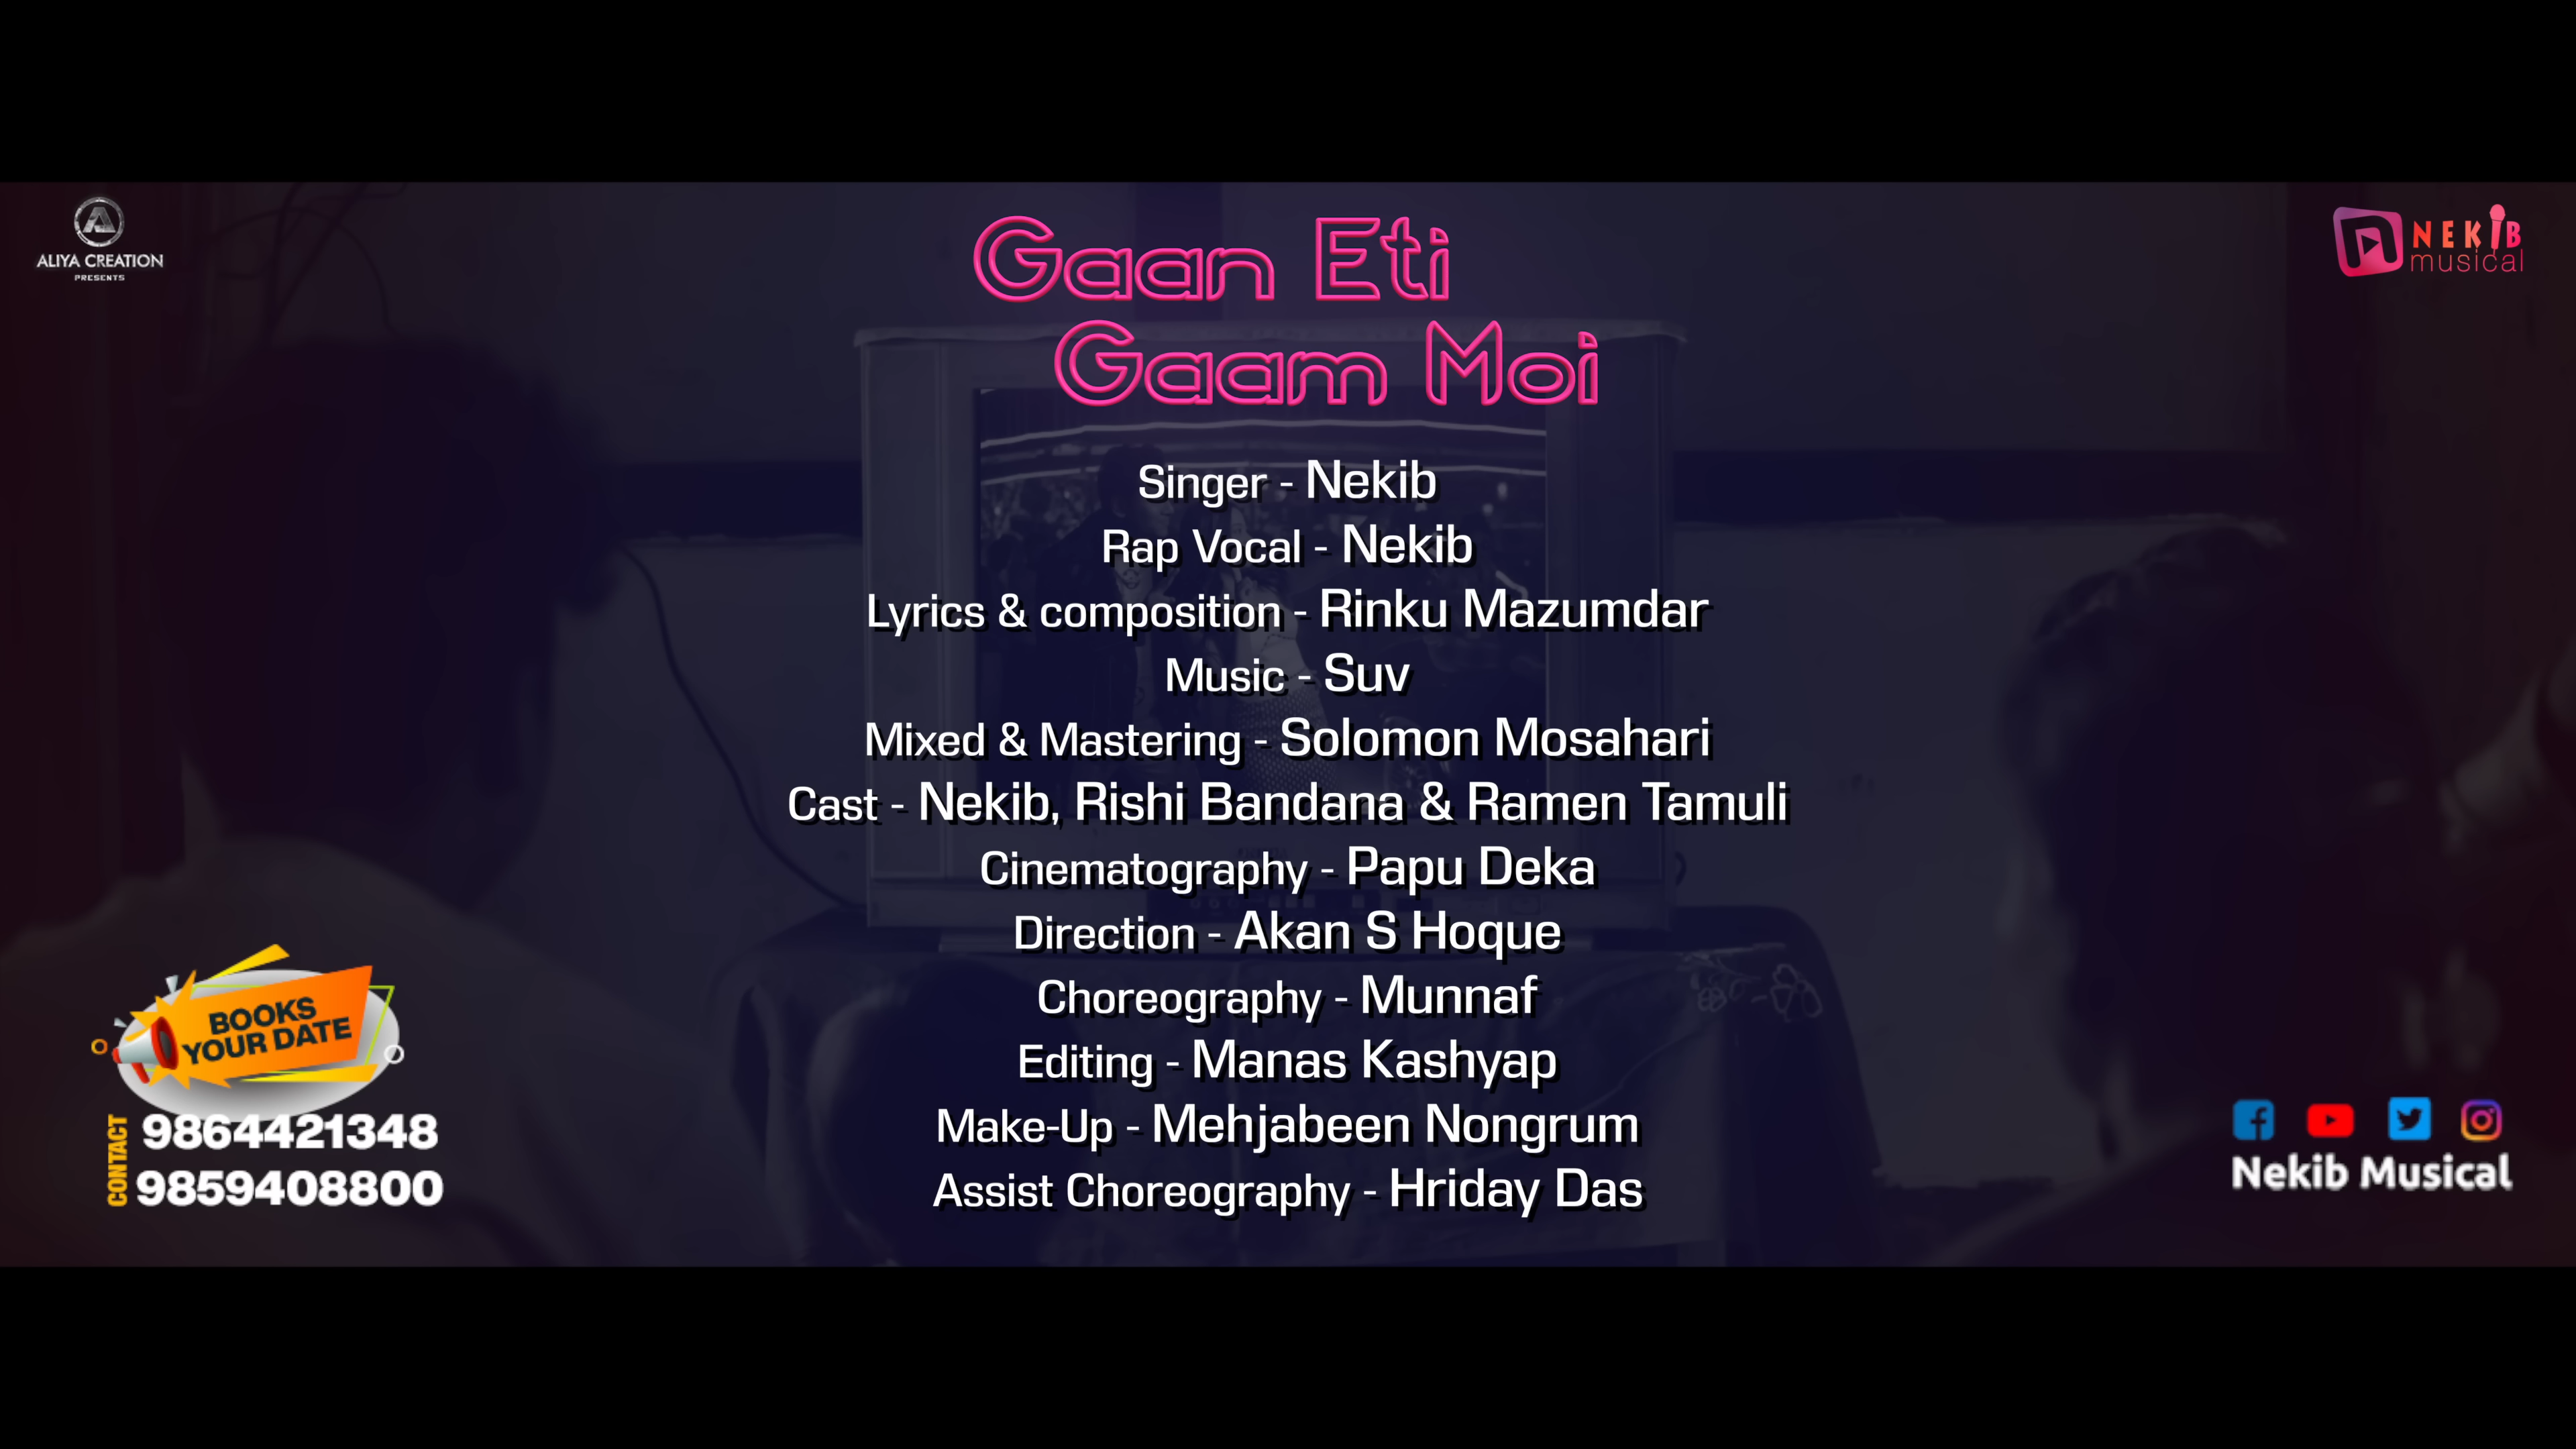 ALIYA CREATION
PRESENTS
NEKIB
musical
Gaan Eti
Gaam Moi
Singer - Nekib
Rap Vocal - Nekib
Lyrics & composition - Rinku Mazumdar
Music - Suv
Mixed & Mastering - Solomon Mosahari
Cast - Nekib, Rishi Bandana & Ramen Tamuli
Cinematography - Papu Deka
Direction - Akan S Hoque
Choreography - Munnaf
Editing - Manas Kashyap
Make-Up - Mehjabeen Nongrum
Assist Choreography - Hriday Das
BOOKS
YOUR DATE
CONTACT
9864421348
9859408800
Nekib Musical